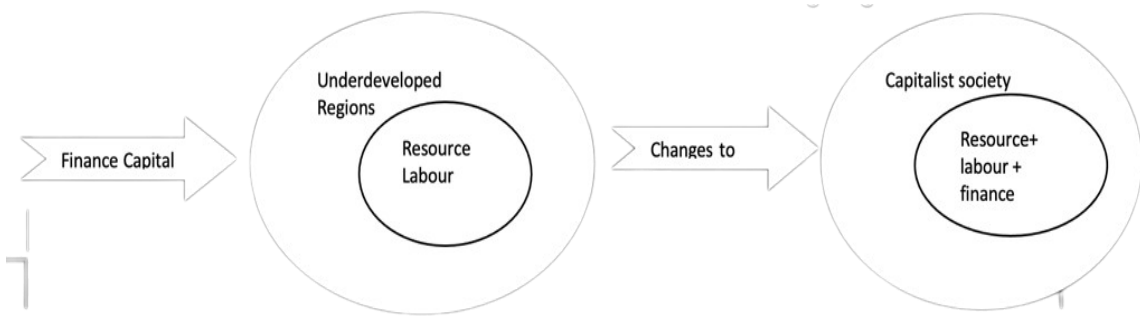 Finance Capital
Underdeveloped
Regions
Resource
Labour
Changes to
Capitalist society
Resource+
labour +
finance